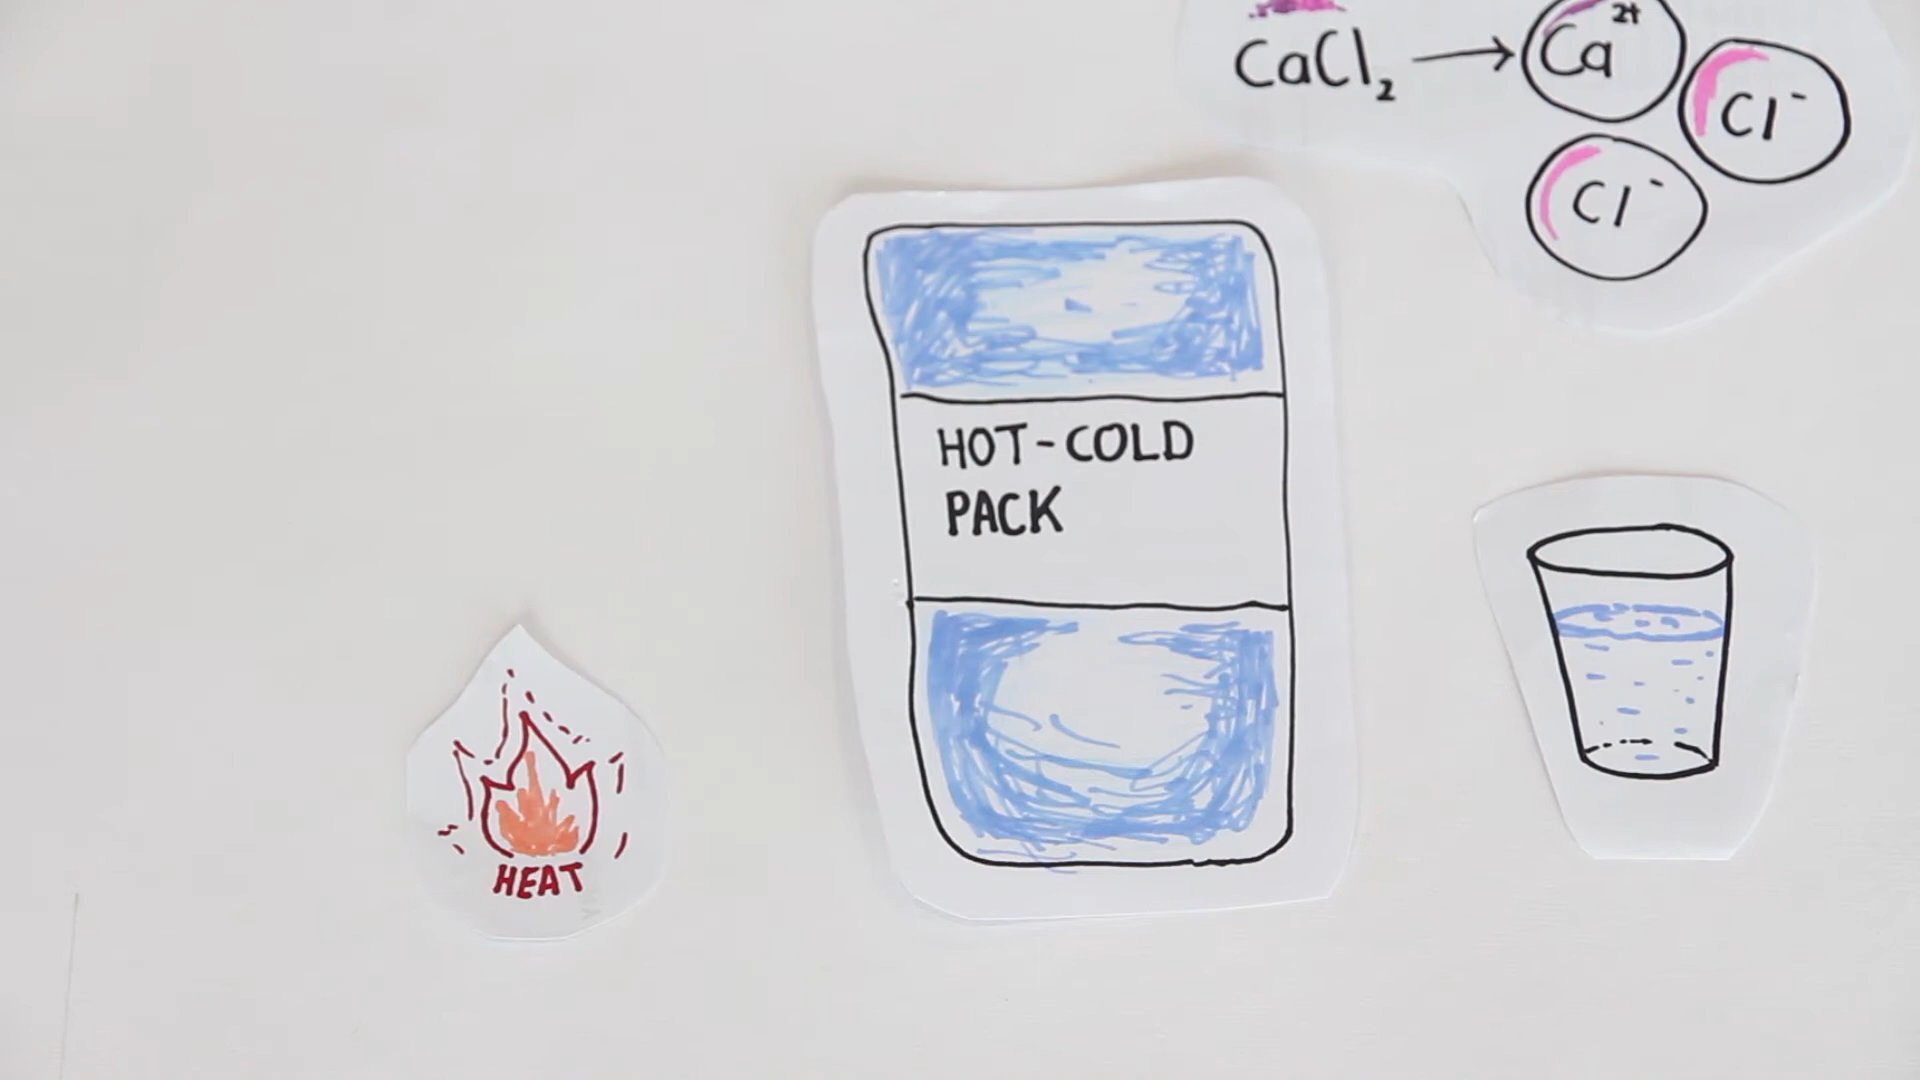 CaCl₂ → Ca²⁺
Cl⁻
Cl⁻
HOT-COLD
PACK
HEAT